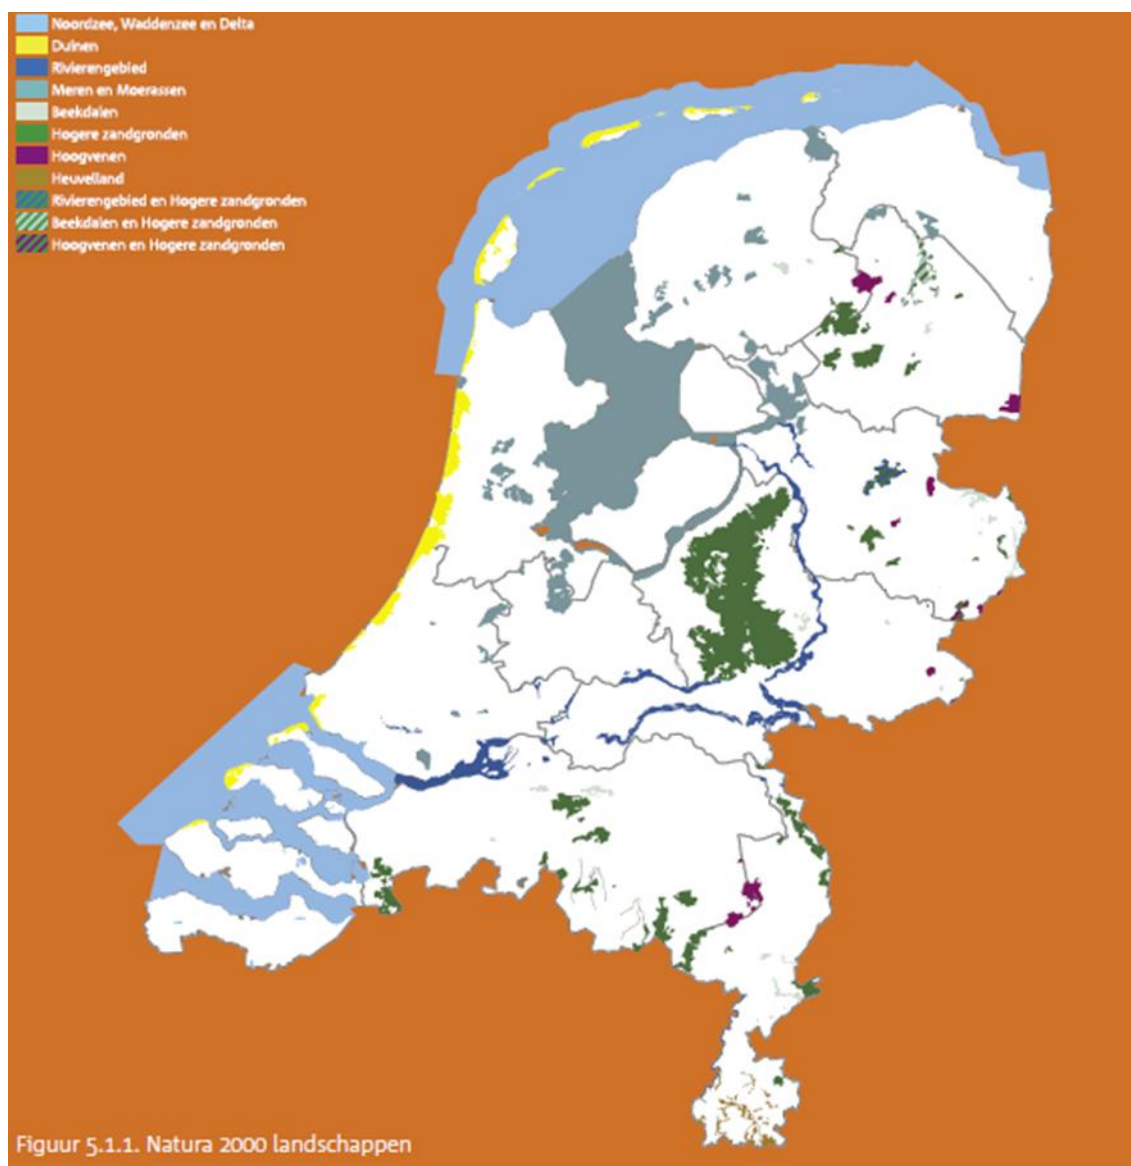 Noordzee, Waddenzee en Delta
Duinen
Rivierengebied
Meren en Moerassen
Beekdalen
Hogere zandgronden
Hoogvenen
Heuvelland
Rivierengebied en Hogere zandgronden
Beekdalen en Hogere zandgronden
Hoogvenen en Hogere zandgronden
Figuur 5.1.1. Natura 2000 landschappen